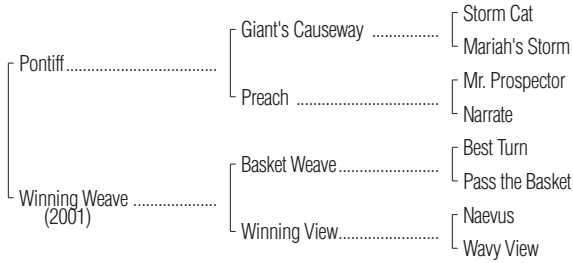 Storm Cat
Giant's Causeway ................
Mariah's Storm
Pontiff....................................
Mr. Prospector
Preach ..................................
Narrate
Best Turn
Basket Weave........................
Pass the Basket
Winning Weave ....................
(2001)
Naevus
Winning View........................
Wavy View